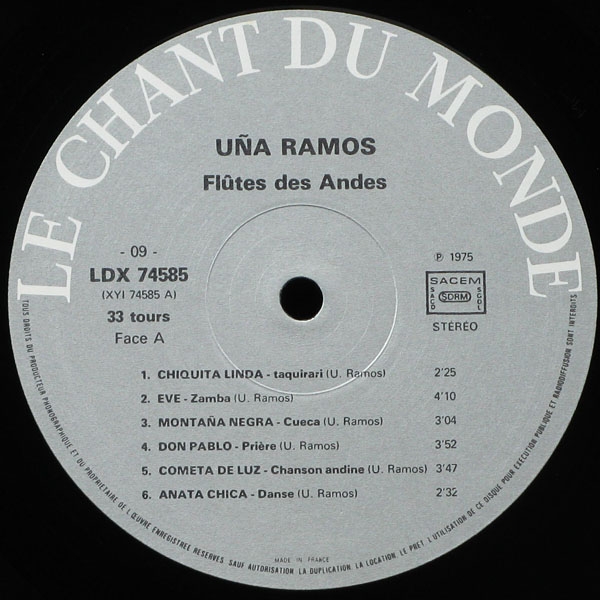 LE CHANT DU MONDE
UÑA RAMOS
Flûtes des Andes
- 09 -
LDX 74585
(XYI 74585 A)
33 tours
Face A
℗ 1975
SACEM
SACD SDRM SGDL
STÉRÉO
1. CHIQUITA LINDA - taquirari (U. Ramos) 2'25
2. EVE - Zamba (U. Ramos) 4'10
3. MONTAÑA NEGRA - Cueca (U. Ramos) 3'04
4. DON PABLO - Prière (U. Ramos) 3'52
5. COMETA DE LUZ - Chanson andine (U. Ramos) 3'47
6. ANATA CHICA - Danse (U. Ramos) 2'32
MADE IN FRANCE
TOUS DROITS DU PRODUCTEUR PHONOGRAPHIQUE ET DU PROPRIETAIRE DE L'ŒUVRE ENREGISTREE RESERVES SAUF AUTORISATION LA DUPLICATION LA LOCATION LE PRET L'UTILISATION DE CE DISQUE POUR EXECUTION PUBLIQUE ET RADIODIFFUSION SONT INTERDITS